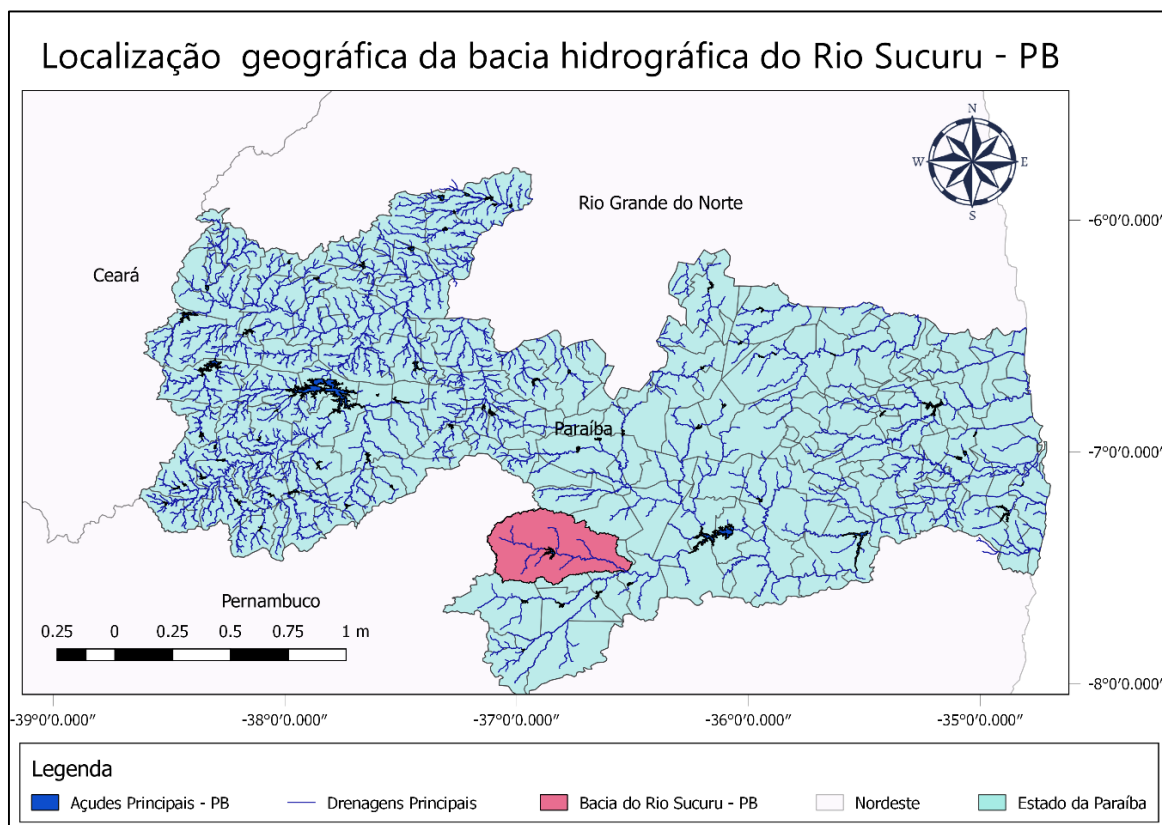 Localização geográfica da bacia hidrográfica do Rio Sucuru - PB
N
W E
S
Rio Grande do Norte
-6°0'0.000"
Ceará
Paraíba
-7°0'0.000"
Pernambuco
0.25 0 0.25 0.5 0.75 1 m
-8°0'0.000"
-39°0'0.000" -38°0'0.000" -37°0'0.000" -36°0'0.000" -35°0'0.000"
Legenda
Açudes Principais - PB Drenagens Principais Bacia do Rio Sucuru - PB Nordeste Estado da Paraíba